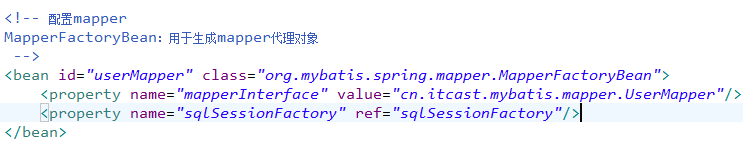 <!-- 配置mapper
MapperFactoryBean：用于生成mapper代理对象
-->
<bean id="userMapper" class="org.mybatis.spring.mapper.MapperFactoryBean">
<property name="mapperInterface" value="cn.itcast.mybatis.mapper.UserMapper"/>
<property name="sqlSessionFactory" ref="sqlSessionFactory"/>
</bean>